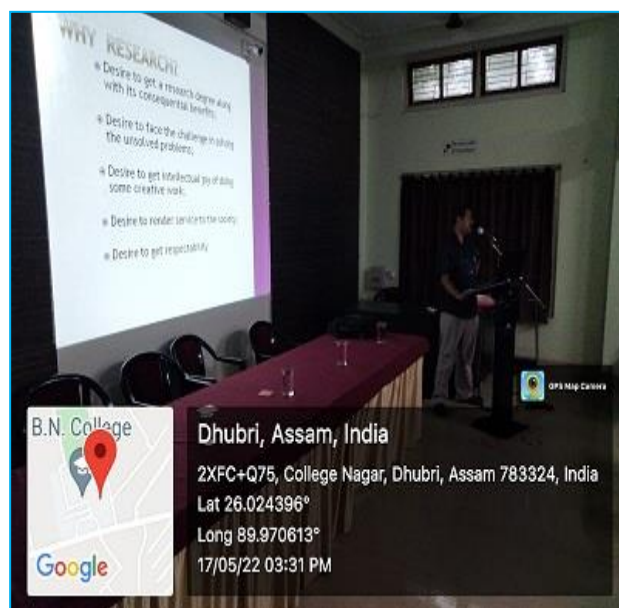 WHY RESEARCH?
Desire to get a research degree along
with its consequential benefits;
Desire to face the challenge in solving
the unsolved problems;
Desire to get intellectual joy of doing
some creative work;
Desire to render service to the society;
Desire to get respectability
GPS Map Camera
B.N. College
Google
Dhubri, Assam, India
2XFC+Q75, College Nagar, Dhubri, Assam 783324, India
Lat 26.024396°
Long 89.970613°
17/05/22 03:31 PM